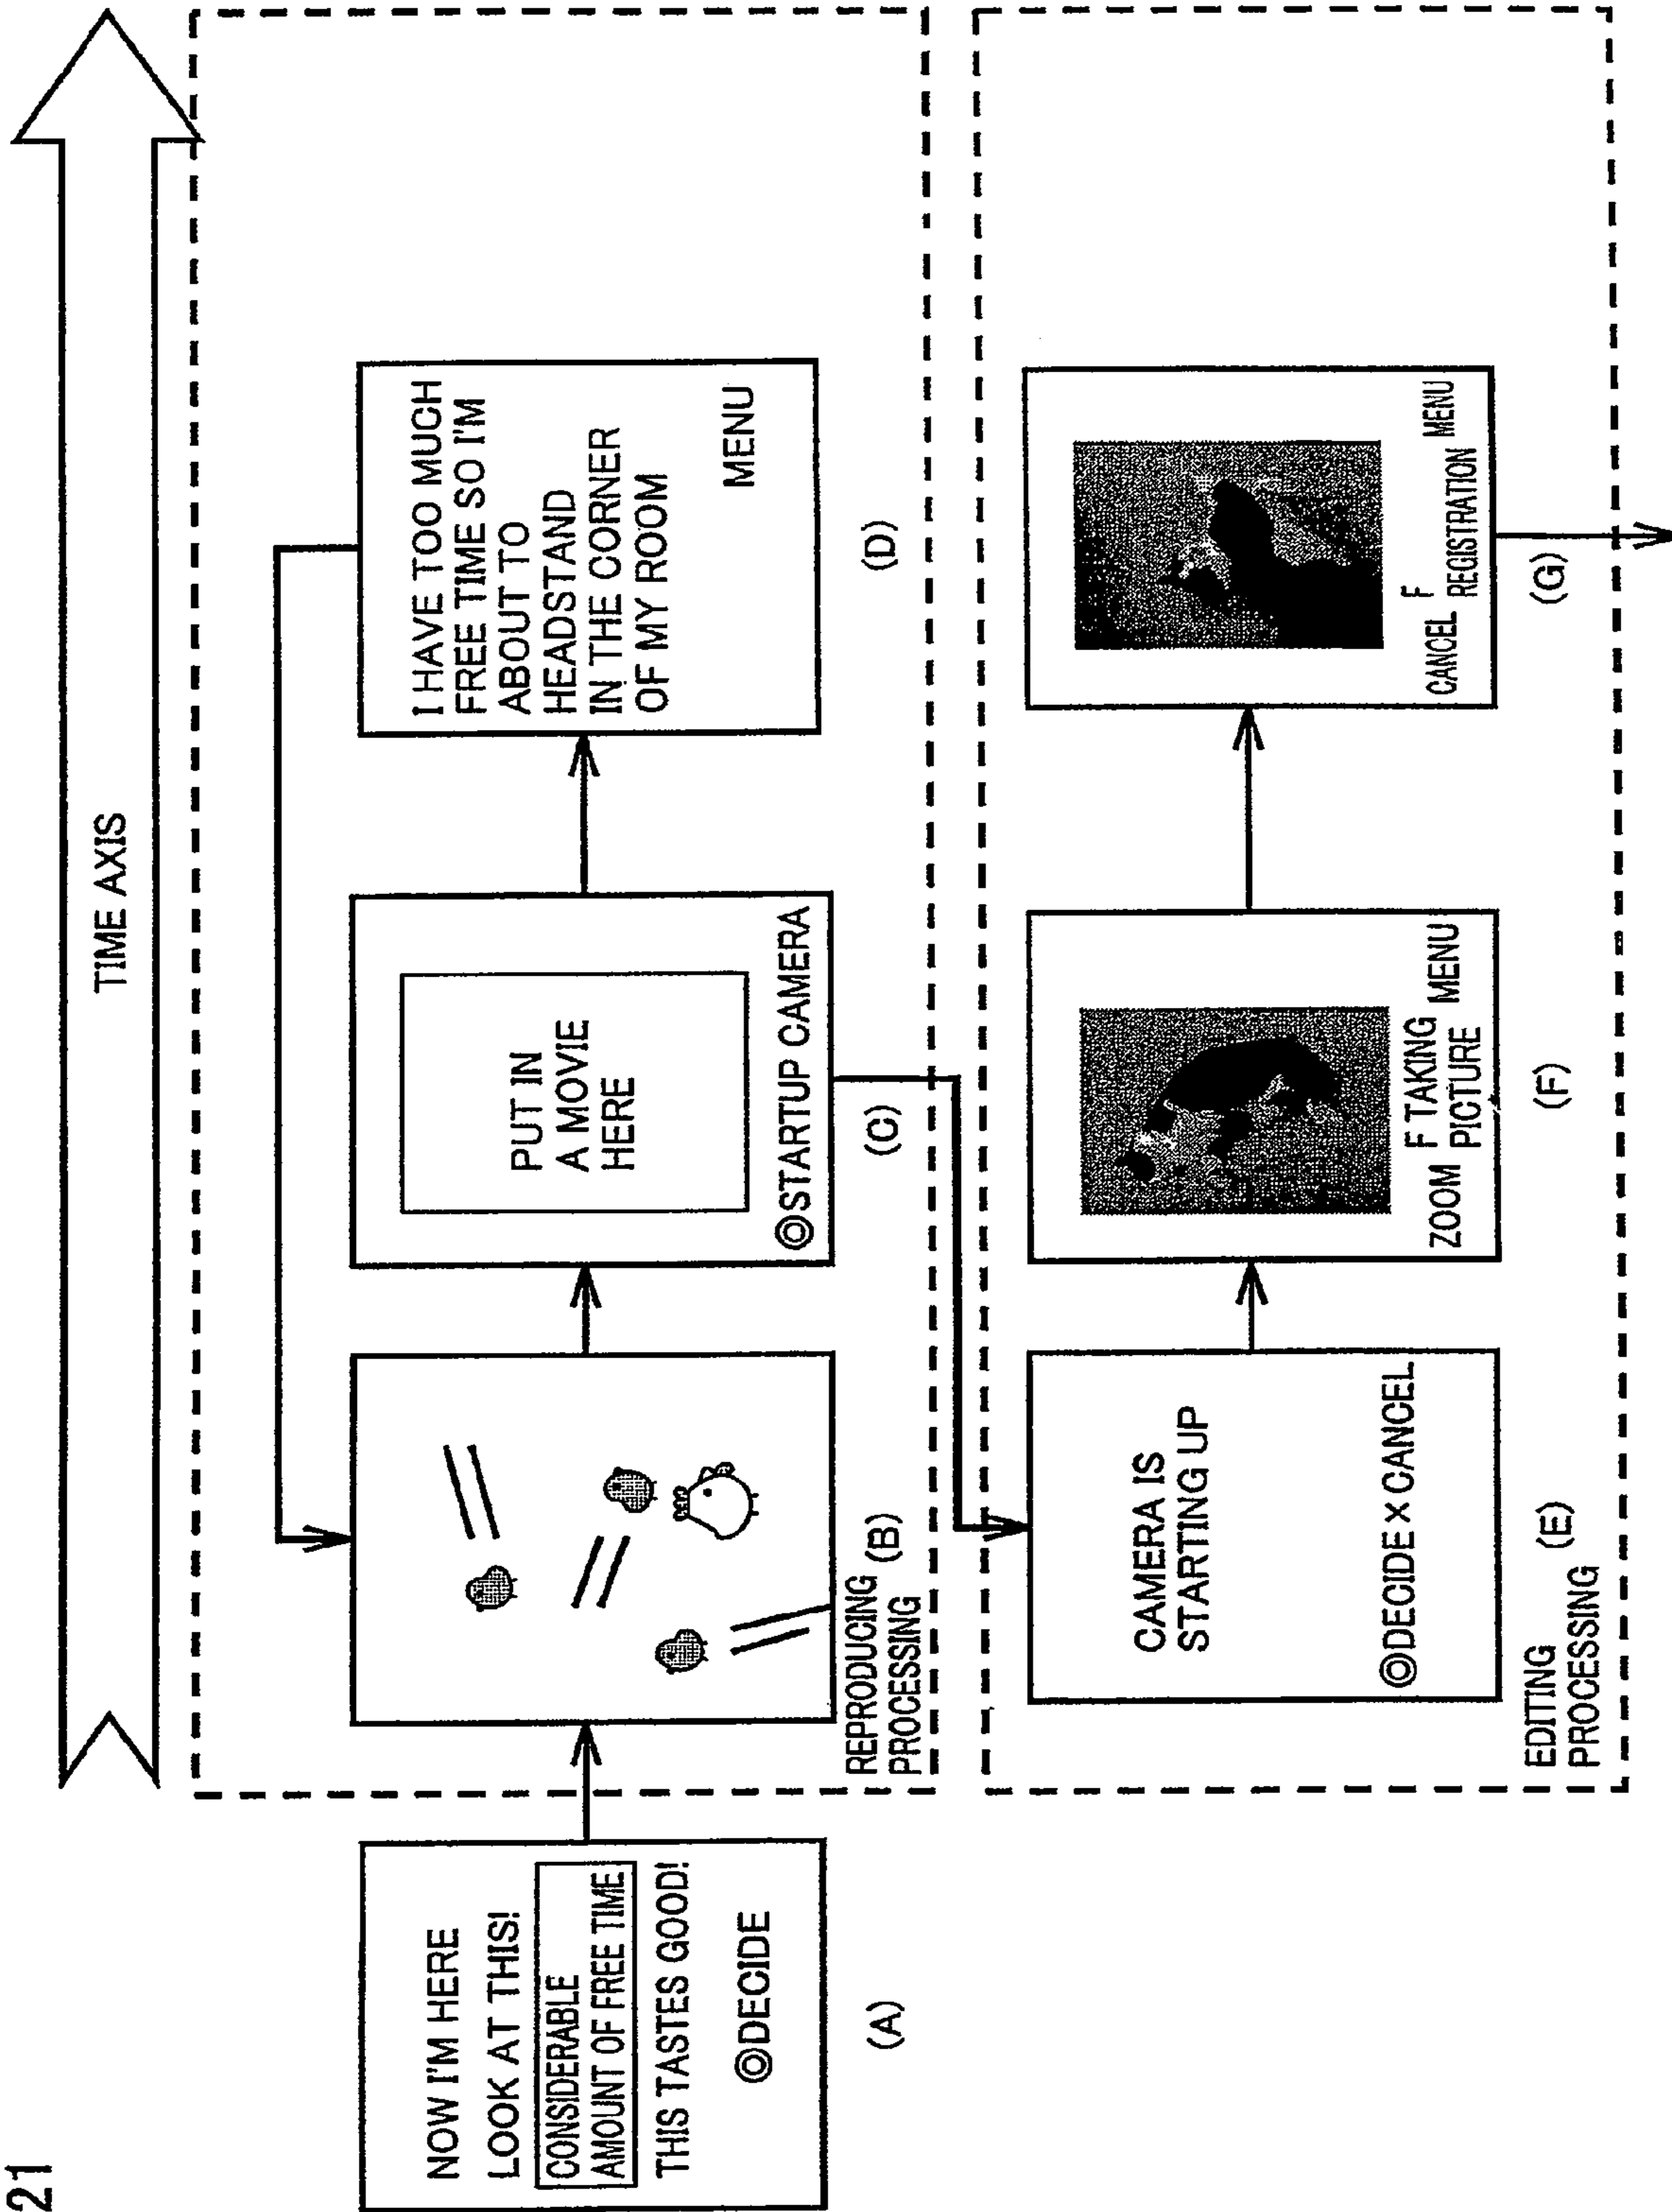 21
TIME AXIS
NOW I'M HERE
LOOK AT THIS!
CONSIDERABLE
AMOUNT OF FREE TIME
THIS TASTES GOOD!
◎DECIDE
(A)
REPRODUCING
PROCESSING
(B)
PUT IN
A MOVIE
HERE
◎STARTUP CAMERA
(C)
I HAVE TOO MUCH
FREE TIME SO I'M
ABOUT TO
HEADSTAND
IN THE CORNER
OF MY ROOM
MENU
(D)
CAMERA IS
STARTING UP
◎DECIDE × CANCEL
EDITING
PROCESSING
(E)
ZOOM F TAKING MENU
PICTURE
(F)
CANCEL F MENU
REGISTRATION
(G)